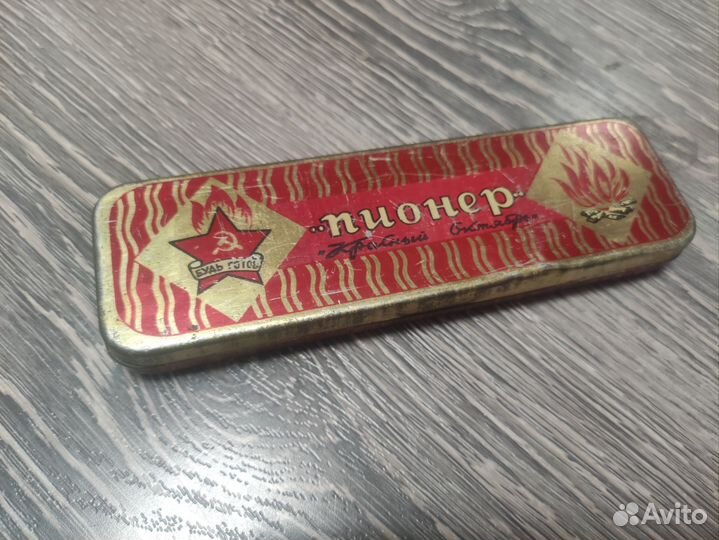 „пионер"
„Красный Октябрь"
БУДЬ ГОТОВ
Avito